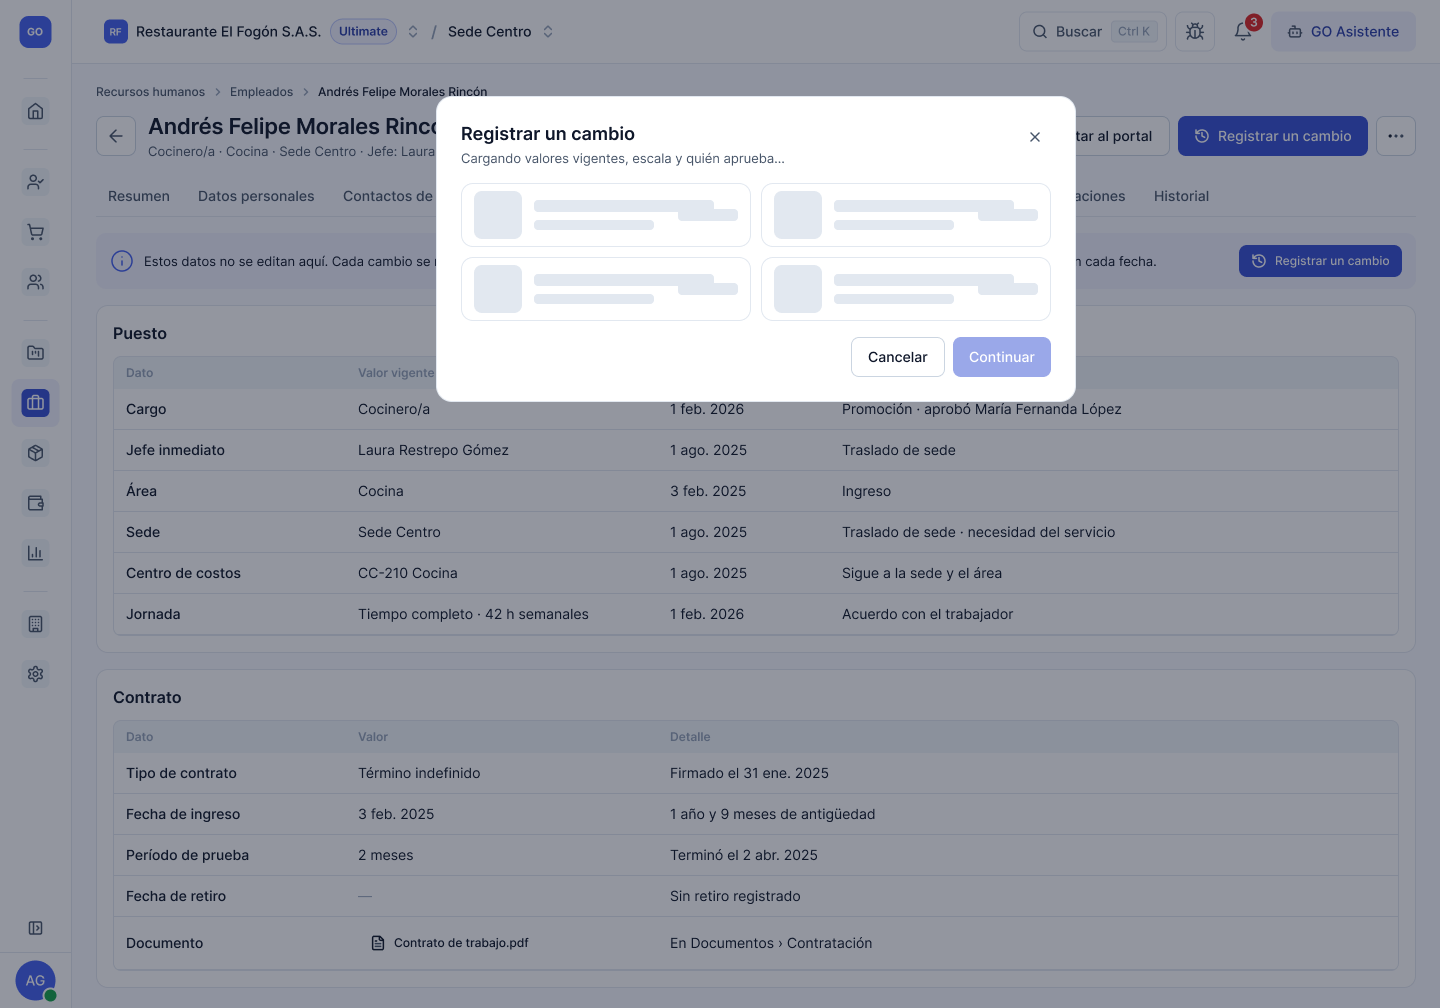 GO
RF Restaurante El Fogón S.A.S. Ultimate / Sede Centro
Buscar Ctrl K
3
GO Asistente
Recursos humanos > Empleados > Andrés Felipe Morales Rincón
Andrés Felipe Morales
Cocinero/a · Cocina · Sede Centro · Jefe: Laura
al portal
Registrar un cambio
Resumen Datos personales Contactos de
Historial
Estos datos no se editan aquí. Cada cambio se
cada fecha.
Registrar un cambio
Registrar un cambio
Cargando valores vigentes, escala y quién aprueba...
Cancelar Continuar
Puesto
Dato Valor vigente
Cargo Cocinero/a 1 feb. 2026 Promoción · aprobó María Fernanda López
Jefe inmediato Laura Restrepo Gómez 1 ago. 2025 Traslado de sede
Área Cocina 3 feb. 2025 Ingreso
Sede Sede Centro 1 ago. 2025 Traslado de sede · necesidad del servicio
Centro de costos CC-210 Cocina 1 ago. 2025 Sigue a la sede y el área
Jornada Tiempo completo · 42 h semanales 1 feb. 2026 Acuerdo con el trabajador
Contrato
Dato Valor Detalle
Tipo de contrato Término indefinido Firmado el 31 ene. 2025
Fecha de ingreso 3 feb. 2025 1 año y 9 meses de antigüedad
Período de prueba 2 meses Terminó el 2 abr. 2025
Fecha de retiro — Sin retiro registrado
Documento Contrato de trabajo.pdf En Documentos › Contratación
AG